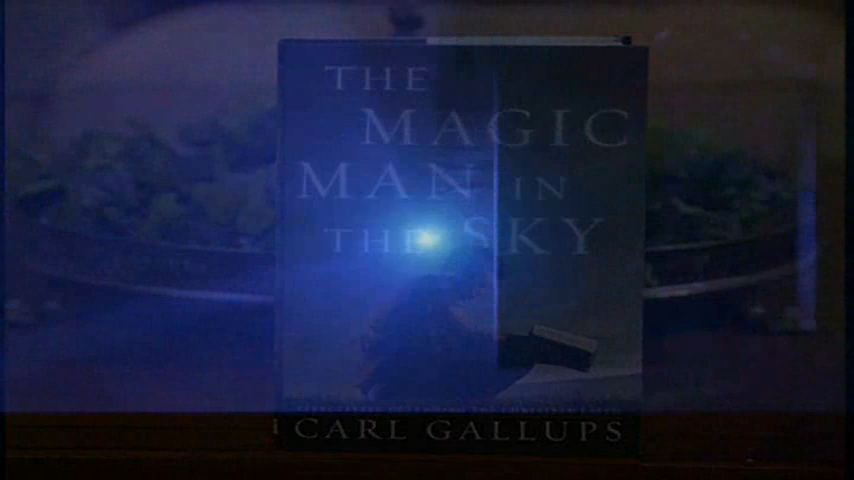 THE
MAGIC
MAN IN
THE SKY
CARL GALLUPS